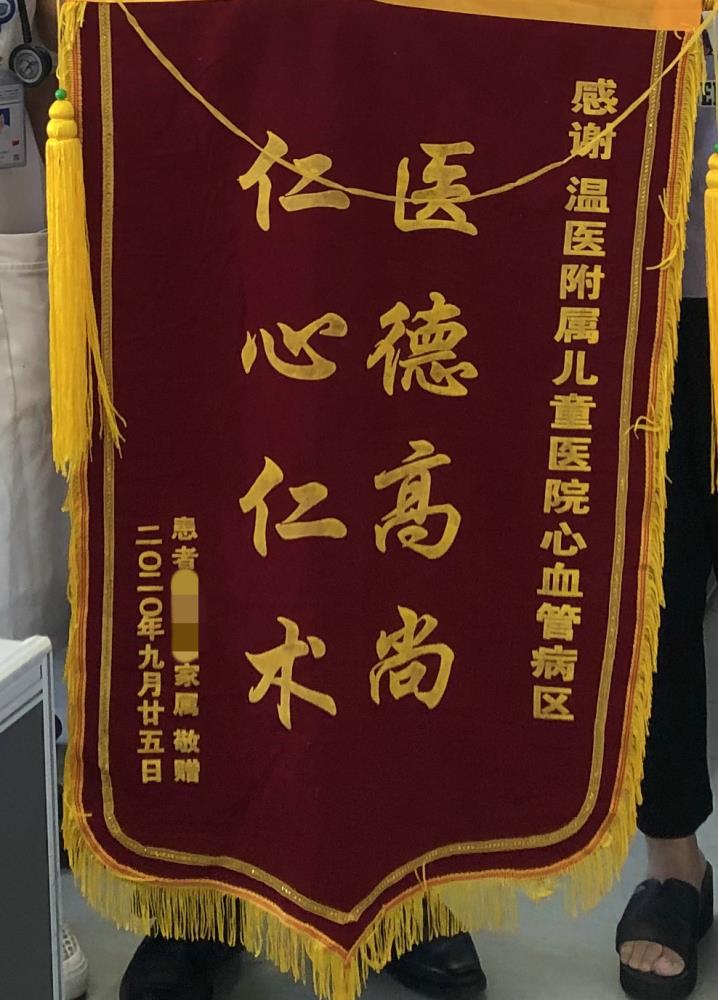 感谢 温医附属儿童医院心血管病区
医德高尚
仁心仁术
患者 家属 敬赠
二〇二〇年九月廿五日